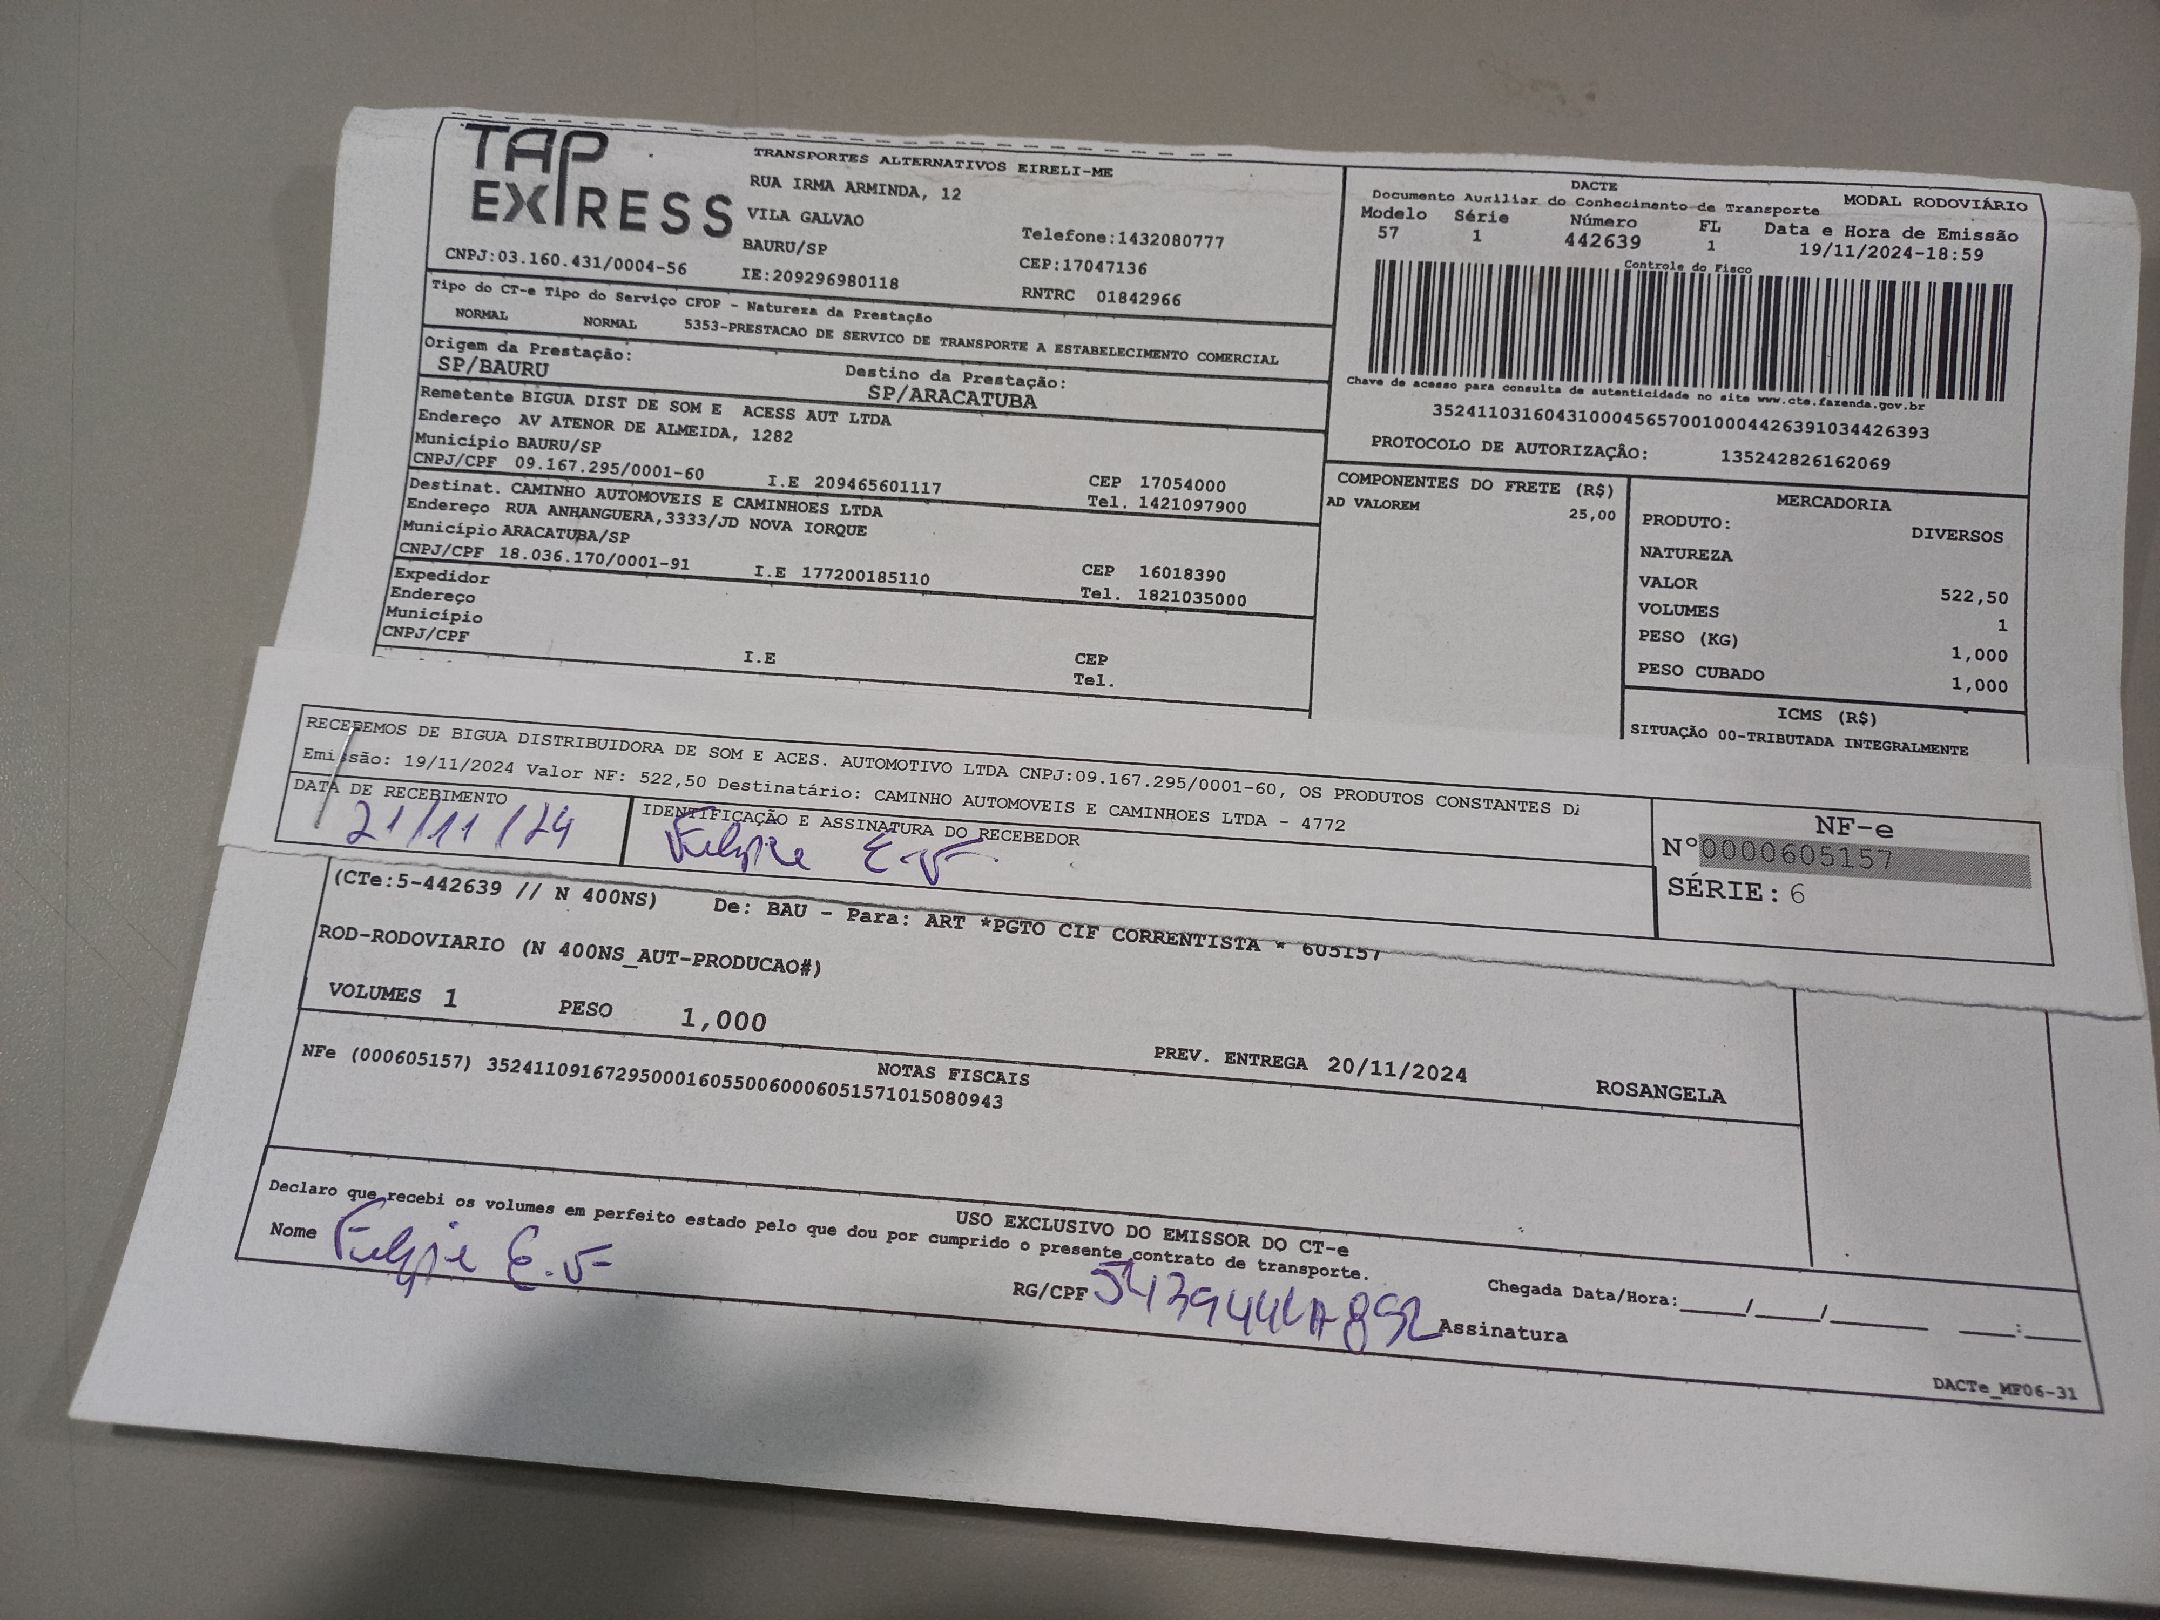 TAP EXPRESS
TRANSPORTES ALTERNATIVOS EIRELI-ME
RUA IRMA ARMINDA, 12
VILA GALVAO
BAURU/SP
Telefone:1432080777
CEP:17047136
CNPJ:03.160.431/0004-56 IE:209296980118 RNTRC 01842966
DACTE MODAL RODOVIÁRIO
Documento Auxiliar do Conhecimento de Transporte
Modelo Série Número FL Data e Hora de Emissão
57 1 442639 1 19/11/2024-18:59
Controle do Fisco
Chave de acesso para consulta de autenticidade no site www.cte.fazenda.gov.br
35241103160431000456570010004426391034426393
PROTOCOLO DE AUTORIZAÇÃO: 135242826162069
Tipo do CT-e Tipo do Serviço CFOP - Natureza da Prestação
NORMAL NORMAL 5353-PRESTACAO DE SERVICO DE TRANSPORTE A ESTABELECIMENTO COMERCIAL
Origem da Prestação: Destino da Prestação:
SP/BAURU SP/ARACATUBA
Remetente BIGUA DIST DE SOM E ACESS AUT LTDA
Endereço AV ATENOR DE ALMEIDA, 1282
Município BAURU/SP CEP 17054000
CNPJ/CPF 09.167.295/0001-60 I.E 209465601117 Tel. 1421097900
Destinat. CAMINHO AUTOMOVEIS E CAMINHOES LTDA
Endereço RUA ANHANGUERA,3333/JD NOVA IORQUE
Município ARACATUBA/SP CEP 16018390
CNPJ/CPF 18.036.170/0001-91 I.E 177200185110 Tel. 1821035000
Expedidor
Endereço
Município CEP
CNPJ/CPF I.E Tel.
COMPONENTES DO FRETE (R$)
AD VALOREM 25,00
MERCADORIA
PRODUTO: DIVERSOS
NATUREZA
VALOR 522,50
VOLUMES 1
PESO (KG) 1,000
PESO CUBADO 1,000
ICMS (R$)
SITUAÇÃO 00-TRIBUTADA INTEGRALMENTE
RECEBEMOS DE BIGUA DISTRIBUIDORA DE SOM E ACES. AUTOMOTIVO LTDA CNPJ:09.167.295/0001-60, OS PRODUTOS CONSTANTES
Emissão: 19/11/2024 Valor NF: 522,50 Destinatário: CAMINHO AUTOMOVEIS E CAMINHOES LTDA - 4772
DATA DE RECEBIMENTO IDENTIFICAÇÃO E ASSINATURA DO RECEBEDOR
21/11/24 Felipe E.
NF-e
Nº0000605157
SÉRIE: 6
(CTe:5-442639 // N 400NS) De: BAU - Para: ART *PGTO CIF CORRENTISTA * 605157
ROD-RODOVIARIO (N 400NS_AUT-PRODUCAO#)
VOLUMES 1 PESO 1,000 PREV. ENTREGA 20/11/2024 ROSANGELA
NOTAS FISCAIS
NFe (000605157) 35241109167295000160550060006051571015080943
USO EXCLUSIVO DO EMISSOR DO CT-e
Declaro que recebi os volumes em perfeito estado pelo que dou por cumprido o presente contrato de transporte.
Nome Felipe E. RG/CPF Assinatura Chegada Data/Hora:____/____/______ ____:____
DACTe_MF06-31